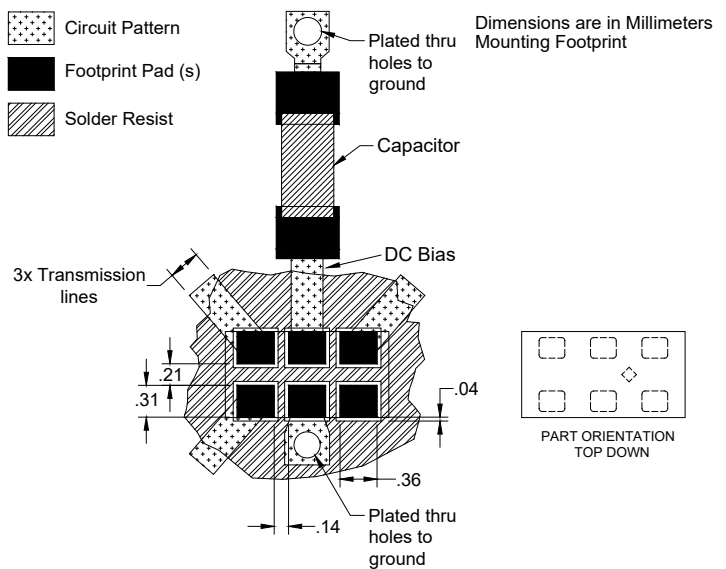 Circuit Pattern
Footprint Pad (s)
Solder Resist
Dimensions are in Millimeters
Mounting Footprint
Plated thru
holes to
ground
Capacitor
DC Bias
3x Transmission
lines
.21
.31
.04
.36
.14
PART ORIENTATION
TOP DOWN
Plated thru
holes to
ground